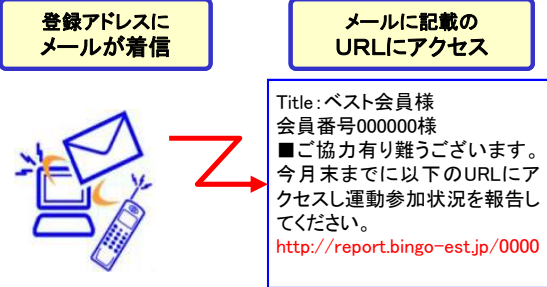 登録アドレスに
メールが着信
メールに記載の
URLにアクセス
Title:ベスト会員様
会員番号000000様
■ご協力有り難うございます。
今月末までに以下のURLにア
クセスし運動参加状況を報告し
てください。
http://report.bingo-est.jp/0000